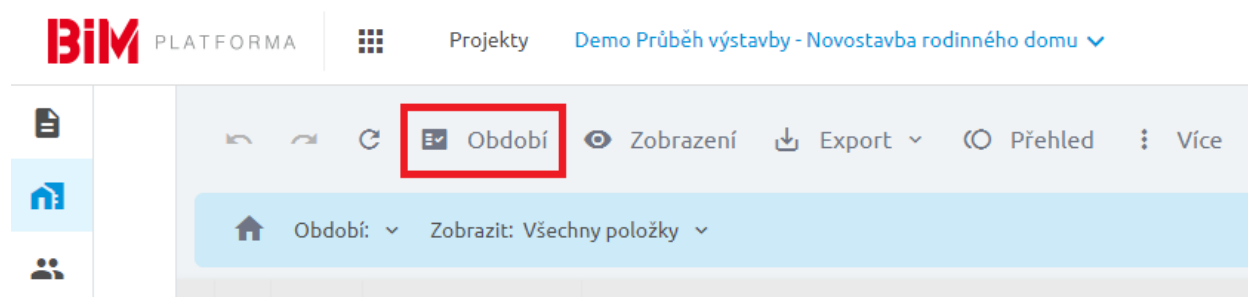 BiM PLATFORMA Projekty Demo Průběh výstavby - Novostavba rodinného domu
Období Zobrazení Export Přehled Více
Období: Zobrazit: Všechny položky